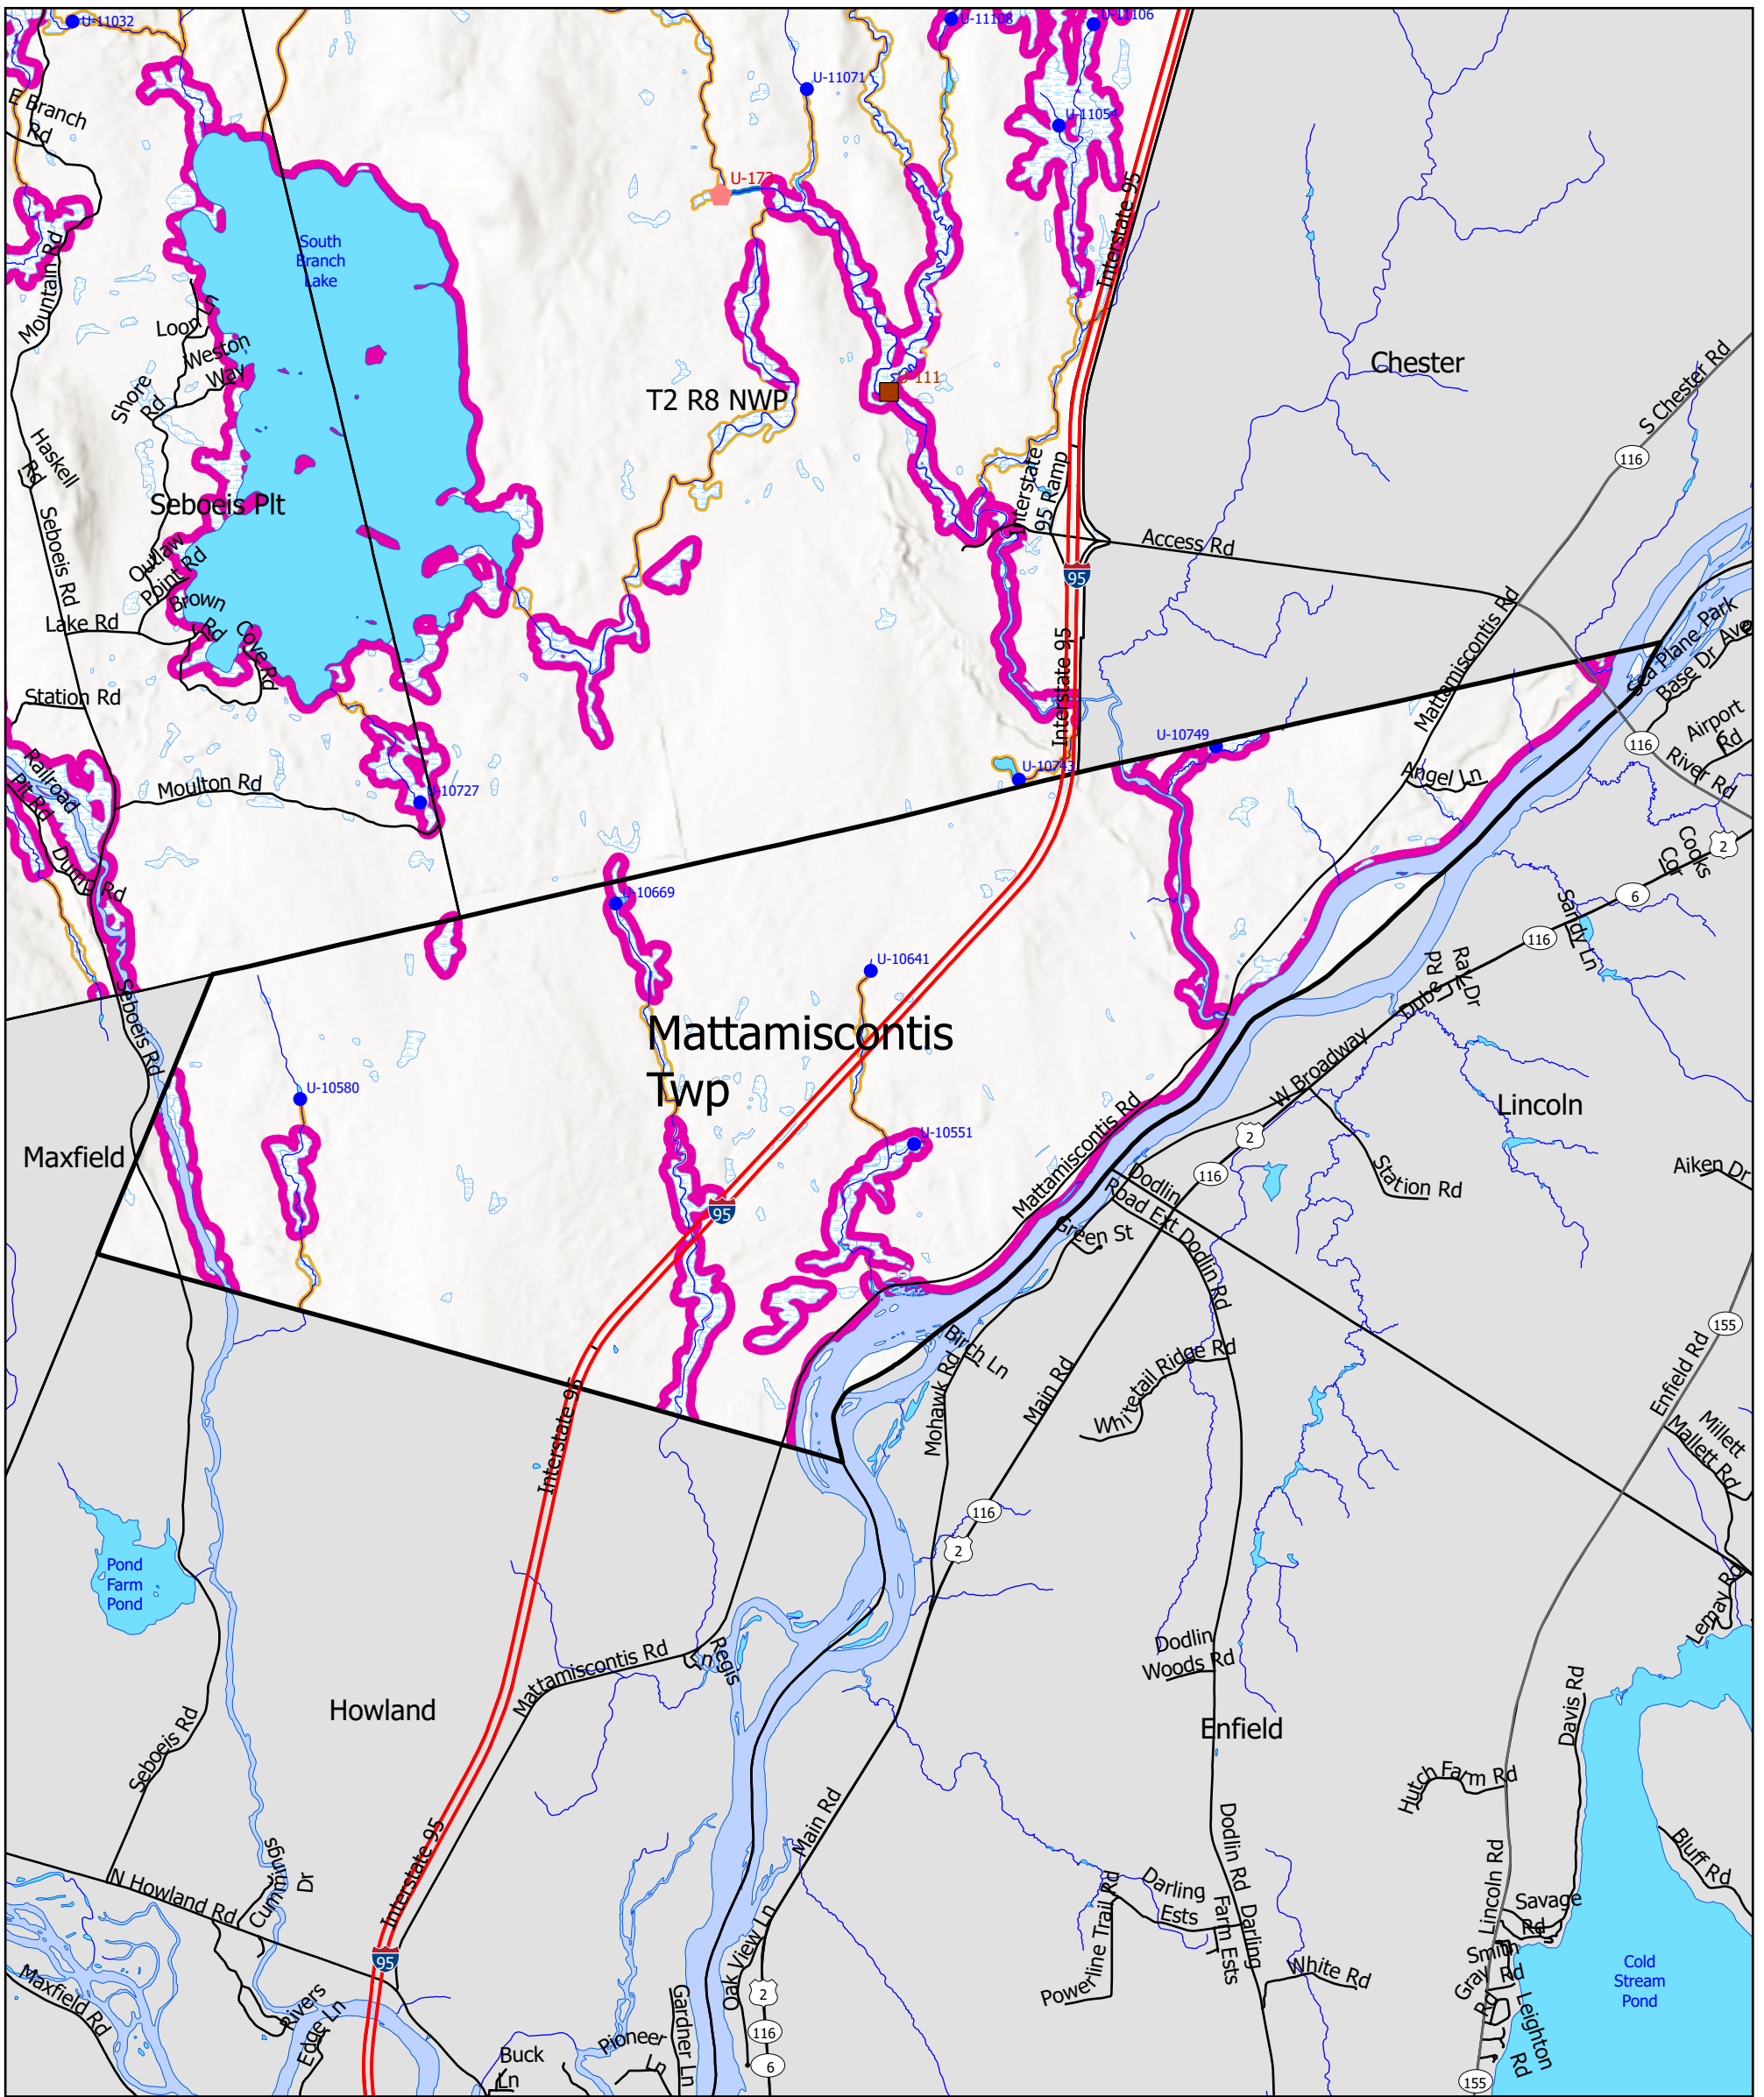 U-11032
U-11108
U-11106
U-11071
U-11054
E Branch
Rd
U-173
Interstate 95
South
Branch
Lake
Mountain Rd
Loon Ln
Weston
Way
Shore
Rd
T2 R8 NWP
U-111
Chester
S Chester Rd
116
Haskell
Rd
Seboeis Plt
Interstate
95 Ramp
Seboeis Rd
Outlaw
Point Rd
Access Rd
95
Brown
Rd
Lake Rd
Cove Rd
Mattamiscontis Rd
Sea Plane Park
Base Dr
Ave
Station Rd
Interstate 95
U-10749
Airport
Rd
116
River Rd
Railroad
Pit Rd
Moulton Rd
U-10727
U-10743
Angel Ln
Cooks
Cor
2
Dump Rd
U-10669
6
116
Sandy Ln
U-10641
Dube Rd
Ray Dr
Seboeis Rd
Mattamiscontis
Twp
U-10580
W Broadway
Lincoln
Maxfield
U-10551
Mattamiscontis Rd
2
116
Station Rd
Aiken Dr
Dodlin
Road Ext
95
Green St
Dodlin Rd
155
Birch Ln
Mohawk Rd
Main Rd
Whitetail Ridge Rd
Enfield Rd
Interstate 95
Millett
Mallett Rd
116
2
Pond
Farm
Pond
Lemay Rd
Mattamiscontis Rd
Regis
Ln
Dodlin
Woods Rd
Howland
Enfield
Davis Rd
Seboeis Rd
Hutch Farm Rd
Main Rd
Interstate 95
Cummings
Dr
Dodlin Rd
Bluff Rd
N Howland Rd
Darling
Ests
Darling
Farm Ests
Powerline Trail Rd
Lincoln Rd
Savage
Rd
Smith
Rd
Gray
Rd
95
Oak View Ln
White Rd
Cold
Stream
Pond
Maxfield Rd
Rivers
Edge Ln
Gardner Ln
2
116
6
Pioneer
Ln
Leighton
Rd
Buck
Ln
155